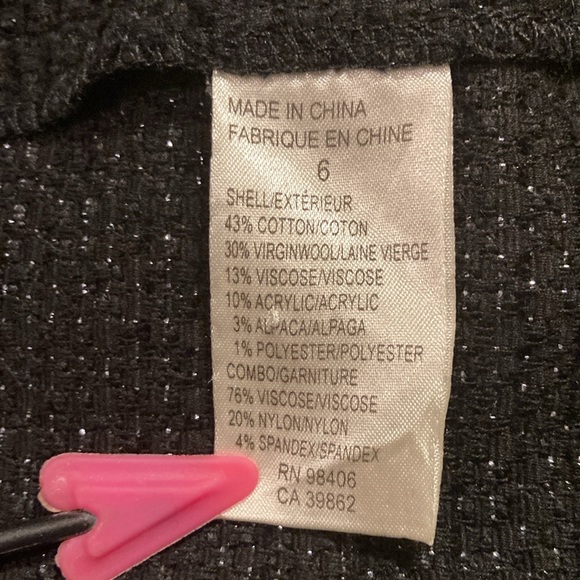 MADE IN CHINA
FABRIQUE EN CHINE
6
SHELL/EXTÉRIEUR
43% COTTON/COTON
30% VIRGINWOOL/LAINE VIERGE
13% VISCOSE/VISCOSE
10% ACRYLIC/ACRYLIC
3% ALPACA/ALPAGA
1% POLYESTER/POLYESTER
COMBO/GARNITURE
76% VISCOSE/VISCOSE
20% NYLON/NYLON
4% SPANDEX/SPANDEX
RN 98406
CA 39862